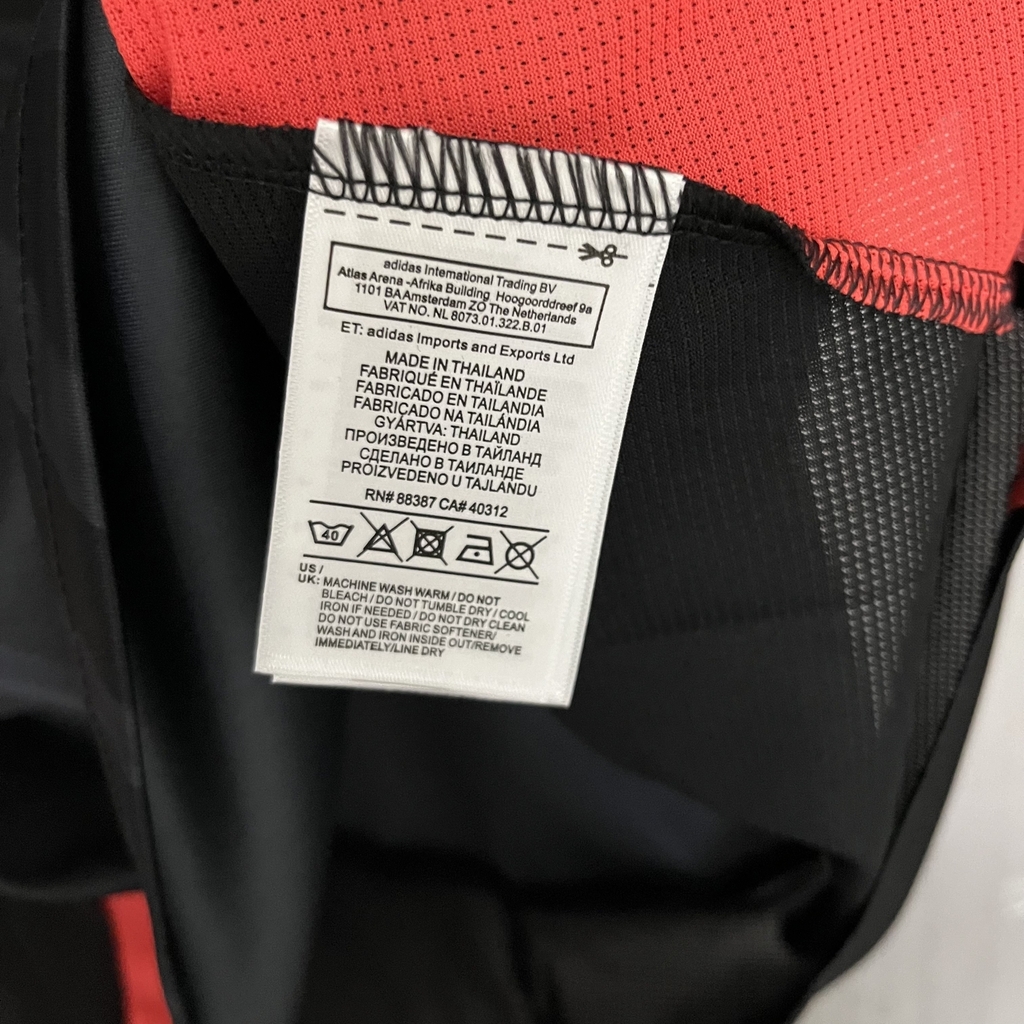 adidas International Trading BV
Atlas Arena -Afrika Building Hoogoorddreef 9a
1101 BA Amsterdam ZO The Netherlands
VAT NO. NL 8073.01.322.B.01
ET: adidas Imports and Exports Ltd
MADE IN THAILAND
FABRIQUÉ EN THAÏLANDE
FABRICADO EN TAILANDIA
FABRICADO NA TAILÂNDIA
GYÁRTVA: THAILAND
ПРОИЗВЕДЕНО В ТАЙЛАНД
СДЕЛАНО В ТАИЛАНДЕ
PROIZVEDENO U TAJLANDU
RN# 88387 CA# 40312
40
US /
UK: MACHINE WASH WARM / DO NOT
BLEACH / DO NOT TUMBLE DRY / COOL
IRON IF NEEDED / DO NOT DRY CLEAN
DO NOT USE FABRIC SOFTENER/
WASH AND IRON INSIDE OUT/REMOVE
IMMEDIATELY/LINE DRY